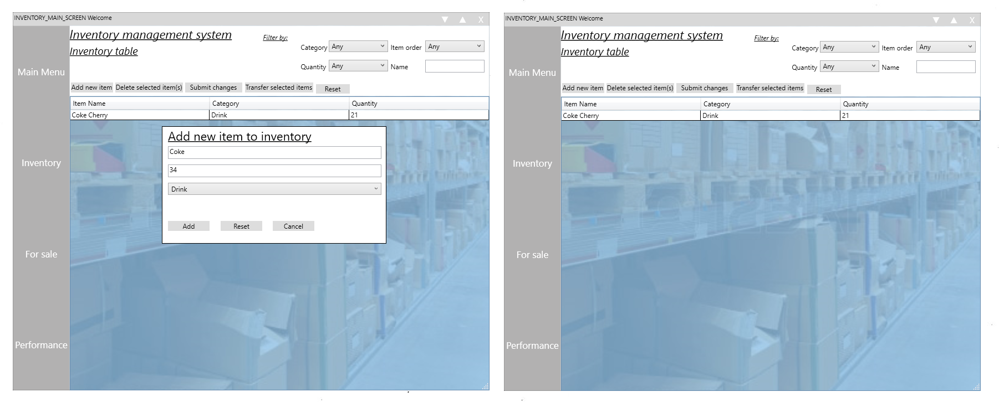 INVENTORY_MAIN_SCREEN Welcome
X
Inventory management system
Inventory table
Filter by:
Category Any Item order Any
Quantity Any Name
Add new item Delete selected item(s) Submit changes Transfer selected items Reset
Item Name Category Quantity
Coke Cherry Drink 21
Main Menu
Inventory
For sale
Performance
Add new item to inventory
Coke
34
Drink
Add Reset Cancel
INVENTORY_MAIN_SCREEN Welcome
X
Inventory management system
Inventory table
Filter by:
Category Any Item order Any
Quantity Any Name
Add new item Delete selected item(s) Submit changes Transfer selected items Reset
Item Name Category Quantity
Coke Cherry Drink 21
Main Menu
Inventory
For sale
Performance